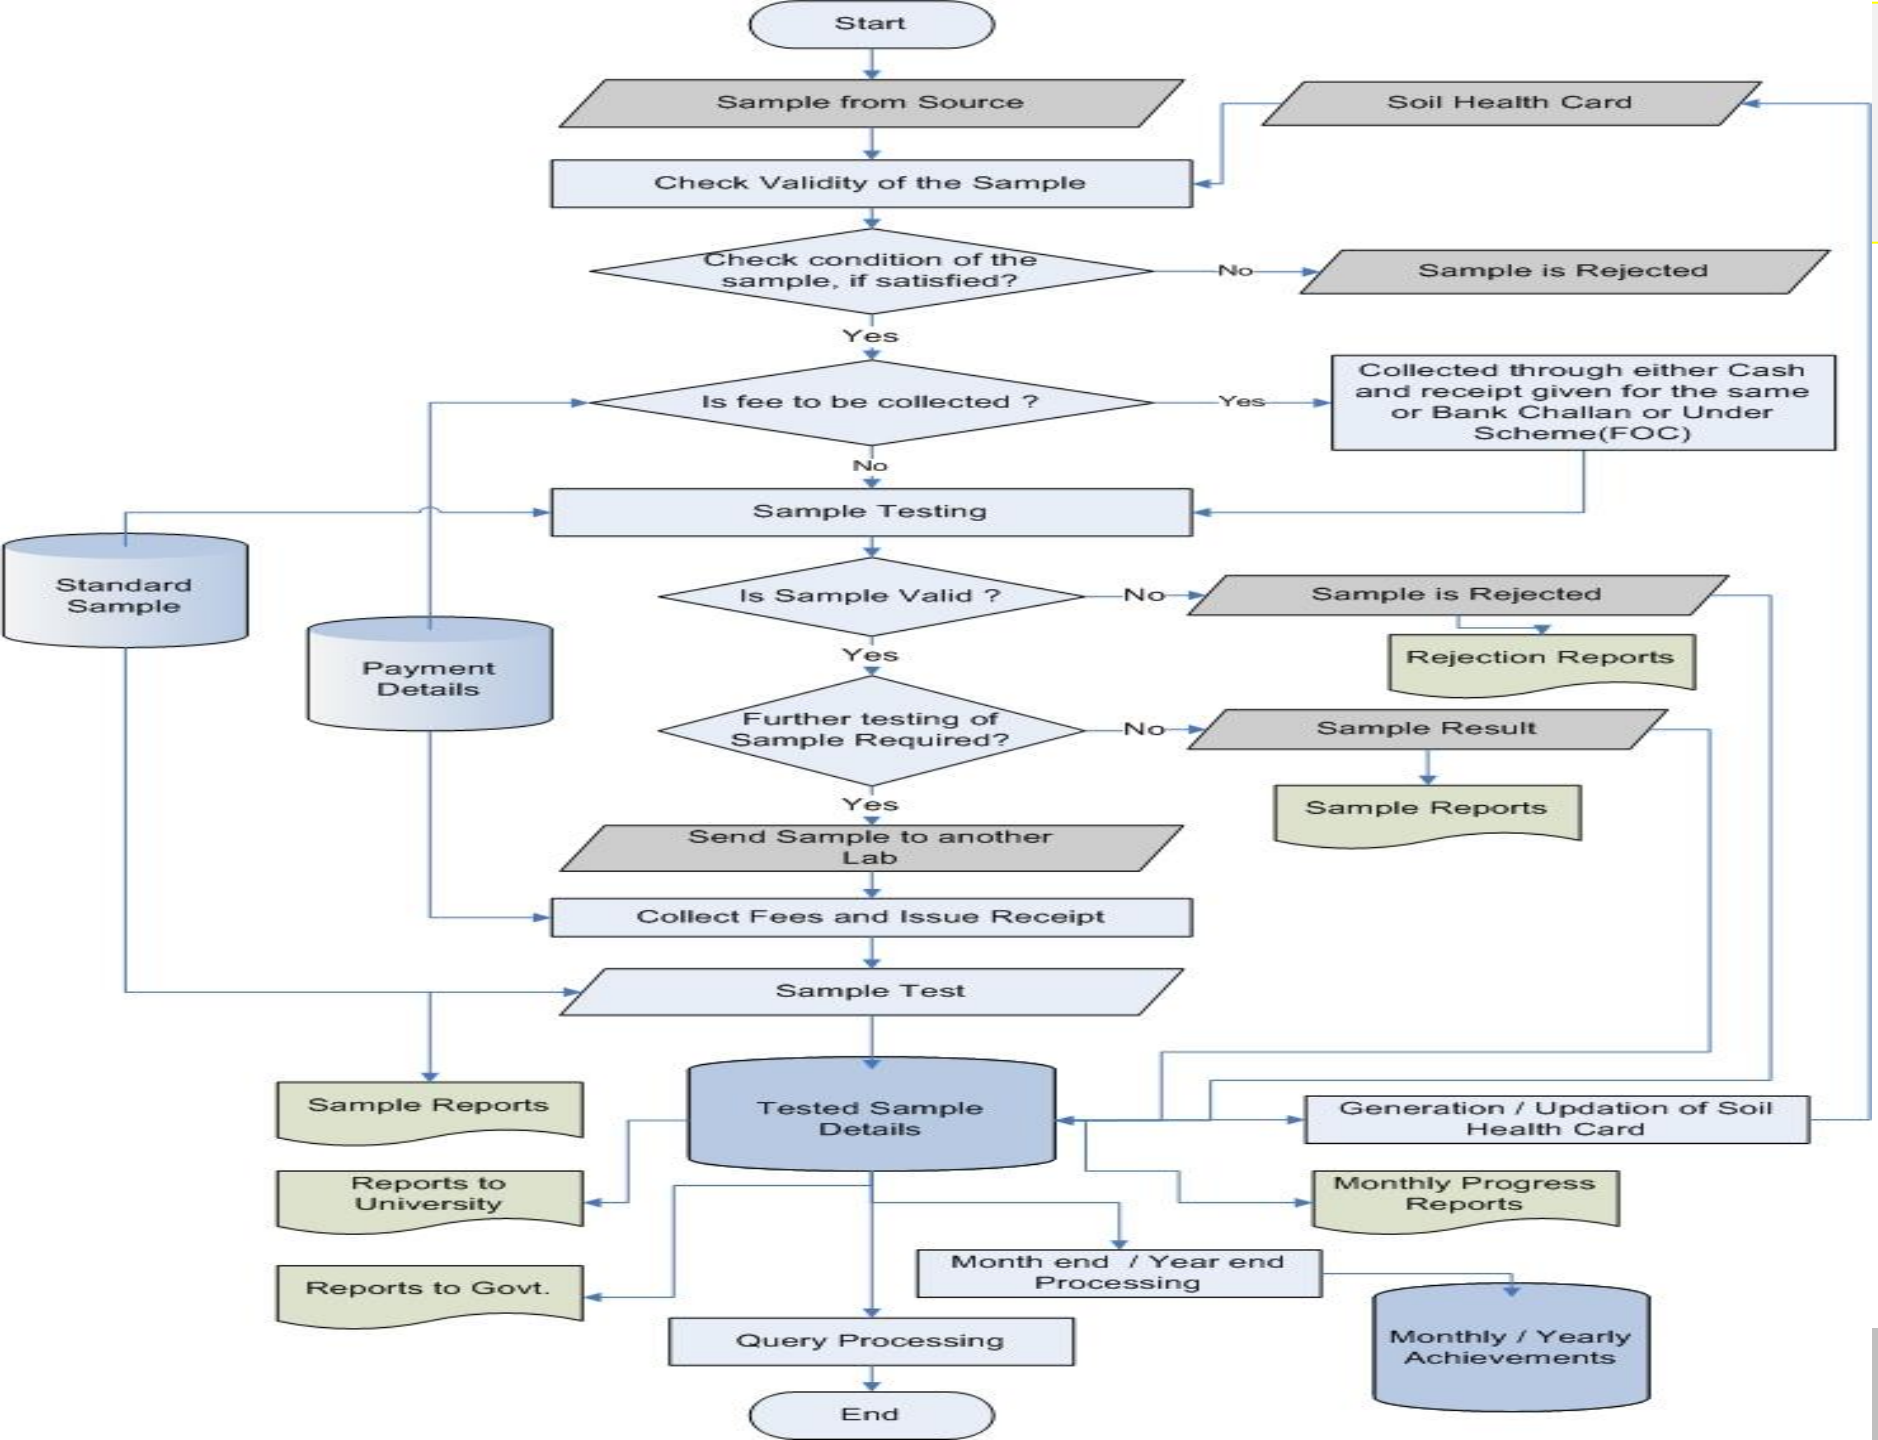 Start
Sample from Source
Soil Health Card
Check Validity of the Sample
Check condition of the
sample, if satisfied?
No
Sample is Rejected
Yes
Is fee to be collected ?
Yes
Collected through either Cash
and receipt given for the same
or Bank Challan or Under
Scheme(FOC)
No
Sample Testing
Standard
Sample
Is Sample Valid ?
No
Sample is Rejected
Rejection Reports
Yes
Payment
Details
Further testing of
Sample Required?
No
Sample Result
Sample Reports
Yes
Send Sample to another
Lab
Collect Fees and Issue Receipt
Sample Test
Sample Reports
Tested Sample
Details
Generation / Updation of Soil
Health Card
Reports to
University
Monthly Progress
Reports
Month end  / Year end
Processing
Reports to Govt.
Query Processing
Monthly / Yearly
Achievements
End